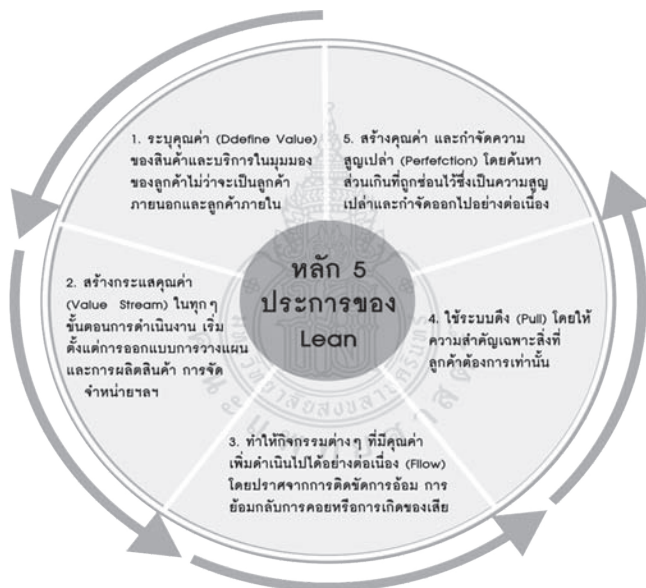 1. ระบุคุณค่า (Ddefine Value)
ของสินค้าและบริการในมุมมอง
ของลูกค้าไม่ว่าจะเป็นลูกค้า
ภายนอกและลูกค้าภายใน
5. สร้างคุณค่า และกำจัดความ
สูญเปล่า (Perfefction) โดยค้นหา
ส่วนเกินที่ถูกซ่อนไว้ซึ่งเป็นความสูญ
เปล่าและกำจัดออกไปอย่างต่อเนื่อง
หลัก 5
ประการของ
Lean
2. สร้างกระแสคุณค่า
(Value Stream) ในทุกๆ
ขั้นตอนการดำเนินงาน เริ่ม
ตั้งแต่การออกแบบการวางแผน
และการผลิตสินค้า การจัด
จำหน่ายฯลฯ
4. ใช้ระบบดึง (Pull) โดยให้
ความสำคัญเฉพาะสิ่งที่
ลูกค้าต้องการเท่านั้น
3. ทำให้กิจกรรมต่างๆ ที่มีคุณค่า
เพิ่มดำเนินไปได้อย่างต่อเนื่อง (Fllow)
โดยปราศจากการติดขัดการอ้อม การ
ย้อมกลับการคอยหรือการเกิดของเสีย